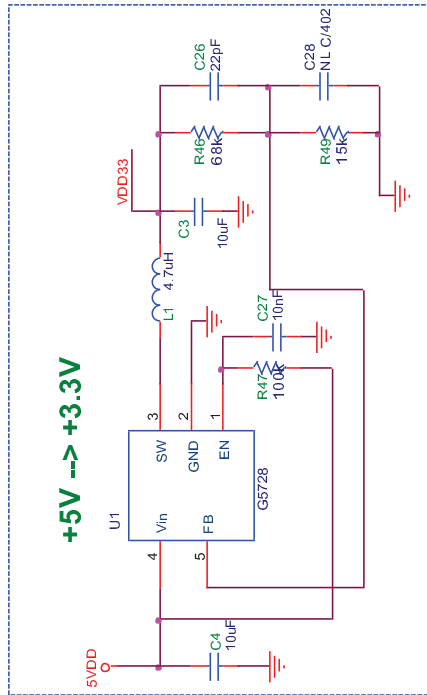 +5V --> +3.3V
5VDD
C4
10uF
U1
4
Vin
5
FB
SW
3
GND
2
EN
1
G5728
L1
4.7uH
R47
100k
C27
10nF
VDD33
C3
10uF
R46
68k
C26
22pF
R49
15k
C28
NL C/402